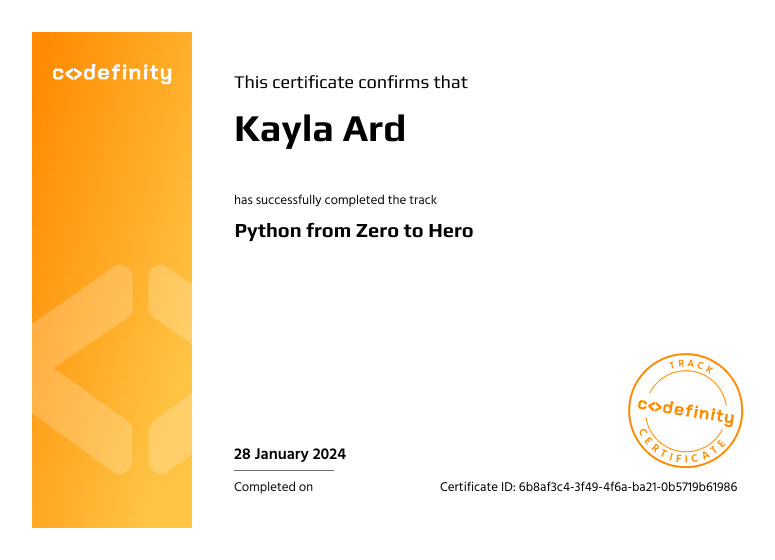 c<>definity
This certificate confirms that
Kayla Ard
has successfully completed the track
Python from Zero to Hero
TRACK
c<>definity
CERTIFICATE
28 January 2024
Completed on
Certificate ID: 6b8af3c4-3f49-4f6a-ba21-0b5719b61986